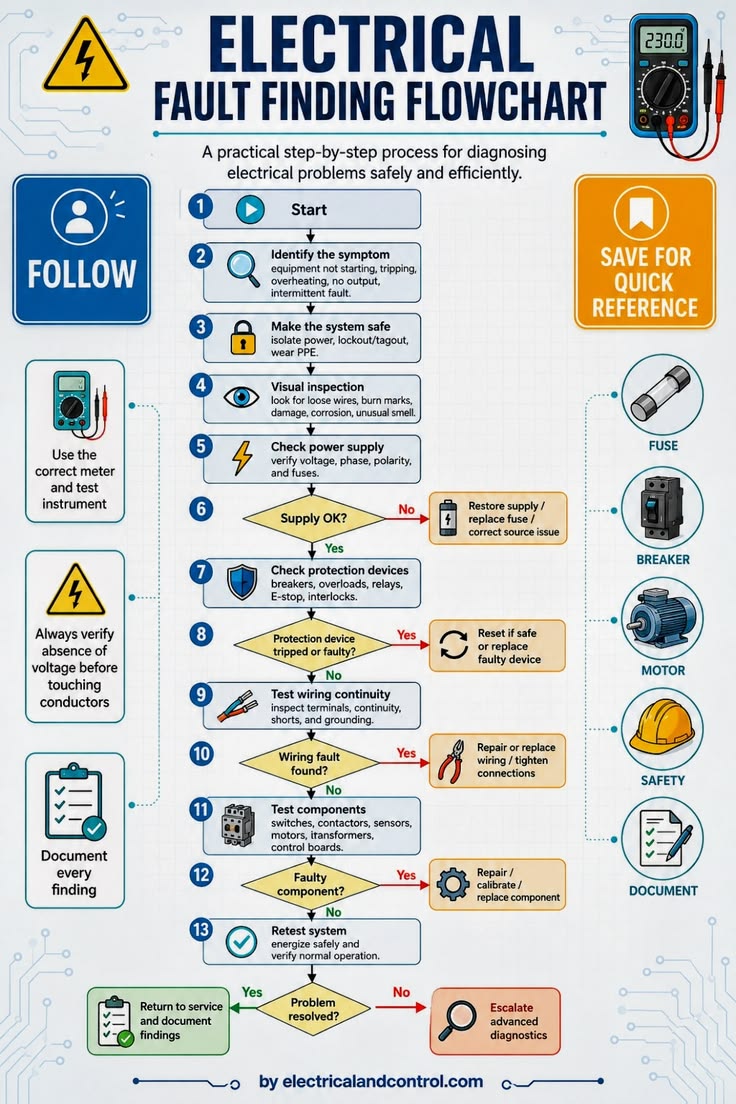 ELECTRICAL
FAULT FINDING FLOWCHART
230.0
A practical step-by-step process for diagnosing
electrical problems safely and efficiently.
FOLLOW
SAVE FOR
QUICK
REFERENCE
1
Start
2
Identify the symptom
equipment not starting, tripping,
overheating, no output,
intermittent fault.
3
Make the system safe
isolate power, lockout/tagout,
wear PPE.
4
Visual inspection
look for loose wires, burn marks,
damage, corrosion, unusual smell.
5
Check power supply
verify voltage, phase, polarity,
and fuses.
6
Supply OK?
No
Restore supply /
replace fuse /
correct source issue
Yes
7
Check protection devices
breakers, overloads, relays,
E-stop, interlocks.
8
Protection device
tripped or faulty?
Yes
Reset if safe
or replace
faulty device
No
9
Test wiring continuity
inspect terminals, continuity,
shorts, and grounding.
10
Wiring fault
found?
Yes
Repair or replace
wiring / tighten
connections
No
11
Test components
switches, contactors, sensors,
motors, transformers,
control boards.
12
Faulty
component?
Yes
Repair /
calibrate /
replace component
No
13
Retest system
energize safely and
verify normal operation.
Problem
resolved?
Yes
Return to service
and document
findings
No
Escalate
advanced
diagnostics
Use the
correct meter
and test
instrument
Always verify
absence of
voltage before
touching
conductors
Document
every
finding
FUSE
BREAKER
MOTOR
SAFETY
DOCUMENT
by electricalandcontrol.com